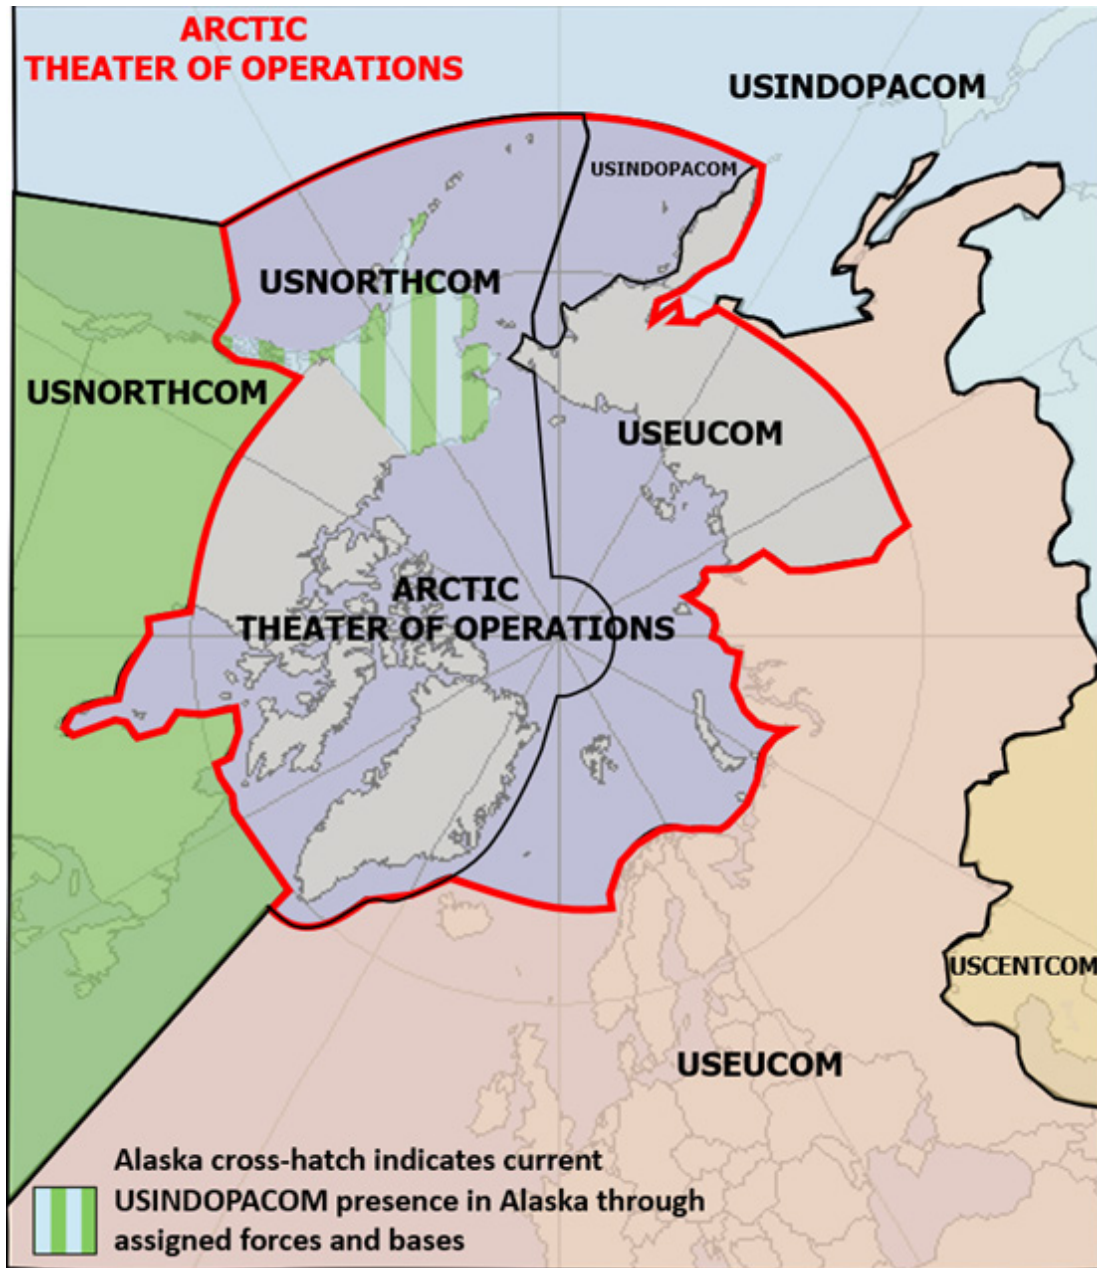 ARCTIC
THEATER OF OPERATIONS
USINDOPACOM
USINDOPACOM
USNORTHCOM
USNORTHCOM
USEUCOM
ARCTIC
THEATER OF OPERATIONS
USCENTCOM
USEUCOM
Alaska cross-hatch indicates current
USINDOPACOM presence in Alaska through
assigned forces and bases